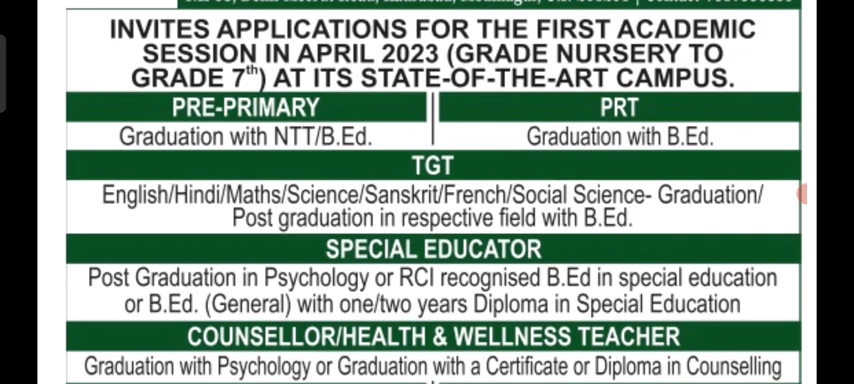 INVITES APPLICATIONS FOR THE FIRST ACADEMIC
SESSION IN APRIL 2023 (GRADE NURSERY TO
GRADE 7th) AT ITS STATE-OF-THE-ART CAMPUS.
PRE-PRIMARY
PRT
Graduation with NTT/B.Ed.
Graduation with B.Ed.
TGT
English/Hindi/Maths/Science/Sanskrit/French/Social Science- Graduation/
Post graduation in respective field with B.Ed.
SPECIAL EDUCATOR
Post Graduation in Psychology or RCI recognised B.Ed in special education
or B.Ed. (General) with one/two years Diploma in Special Education
COUNSELLOR/HEALTH & WELLNESS TEACHER
Graduation with Psychology or Graduation with a Certificate or Diploma in Counselling